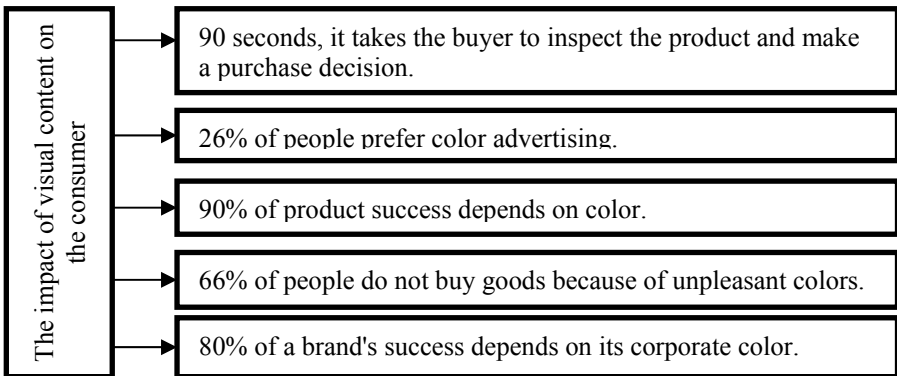 The impact of visual content on
the consumer
90 seconds, it takes the buyer to inspect the product and make
a purchase decision.
26% of people prefer color advertising.
90% of product success depends on color.
66% of people do not buy goods because of unpleasant colors.
80% of a brand's success depends on its corporate color.